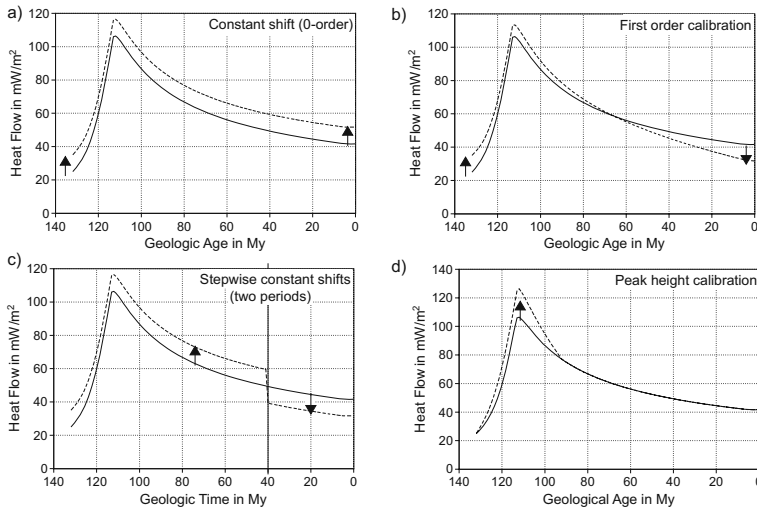 a)
Constant shift (0-order)
120
100
80
60
40
20
0
Heat Flow in mW/m²
140 120 100 80 60 40 20 0
Geologic Age in My
b)
First order calibration
120
100
80
60
40
20
0
Heat Flow in mW/m²
140 120 100 80 60 40 20 0
Geologic Age in My
c)
Stepwise constant shifts
(two periods)
120
100
80
60
40
20
0
Heat Flow in mW/m²
140 120 100 80 60 40 20 0
Geologic Time in My
d)
Peak height calibration
140
120
100
80
60
40
20
0
Heat Flow in mW/m²
140 120 100 80 60 40 20 0
Geological Age in My